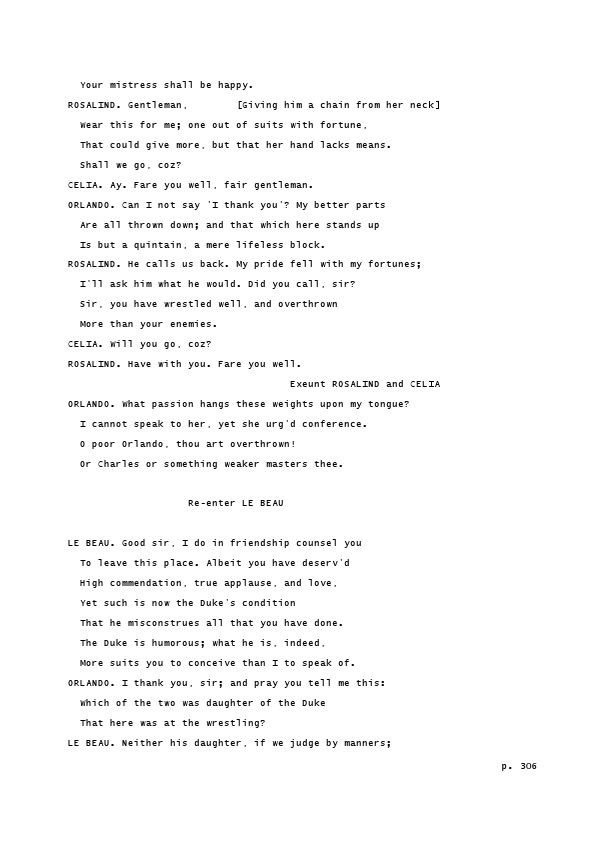 Your mistress shall be happy.
ROSALIND. Gentleman,        [Giving him a chain from her neck]
Wear this for me; one out of suits with fortune,
That could give more, but that her hand lacks means.
Shall we go, coz?
CELIA. Ay. Fare you well, fair gentleman.
ORLANDO. Can I not say 'I thank you'? My better parts
Are all thrown down; and that which here stands up
Is but a quintain, a mere lifeless block.
ROSALIND. He calls us back. My pride fell with my fortunes;
I'll ask him what he would. Did you call, sir?
Sir, you have wrestled well, and overthrown
More than your enemies.
CELIA. Will you go, coz?
ROSALIND. Have with you. Fare you well.
Exeunt ROSALIND and CELIA
ORLANDO. What passion hangs these weights upon my tongue?
I cannot speak to her, yet she urg'd conference.
O poor Orlando, thou art overthrown!
Or Charles or something weaker masters thee.
Re-enter LE BEAU
LE BEAU. Good sir, I do in friendship counsel you
To leave this place. Albeit you have deserv'd
High commendation, true applause, and love,
Yet such is now the Duke's condition
That he misconstrues all that you have done.
The Duke is humorous; what he is, indeed,
More suits you to conceive than I to speak of.
ORLANDO. I thank you, sir; and pray you tell me this:
Which of the two was daughter of the Duke
That here was at the wrestling?
LE BEAU. Neither his daughter, if we judge by manners;
p. 306